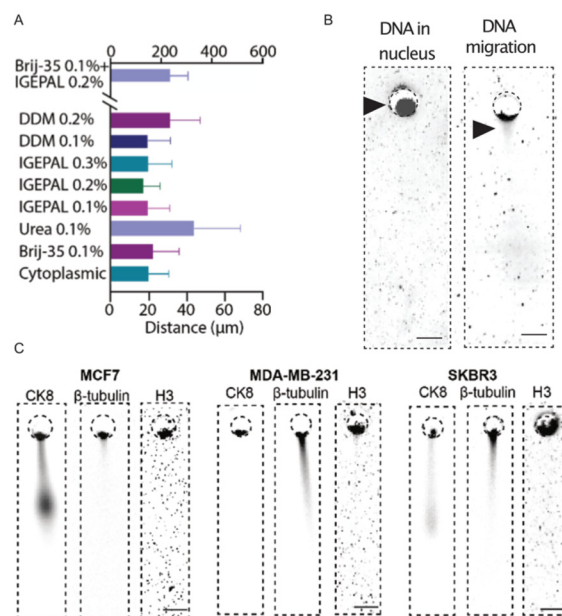 A
0 200 400 600
Brij-35 0.1%+
IGEPAL 0.2%
DDM 0.2%
DDM 0.1%
IGEPAL 0.3%
IGEPAL 0.2%
IGEPAL 0.1%
Urea 0.1%
Brij-35 0.1%
Cytoplasmic
0 20 40 60 80
Distance (μm)
B
DNA in
nucleus
DNA
migration
C
MCF7
CK8 β-tubulin H3
MDA-MB-231
CK8 β-tubulin H3
SKBR3
CK8 β-tubulin H3